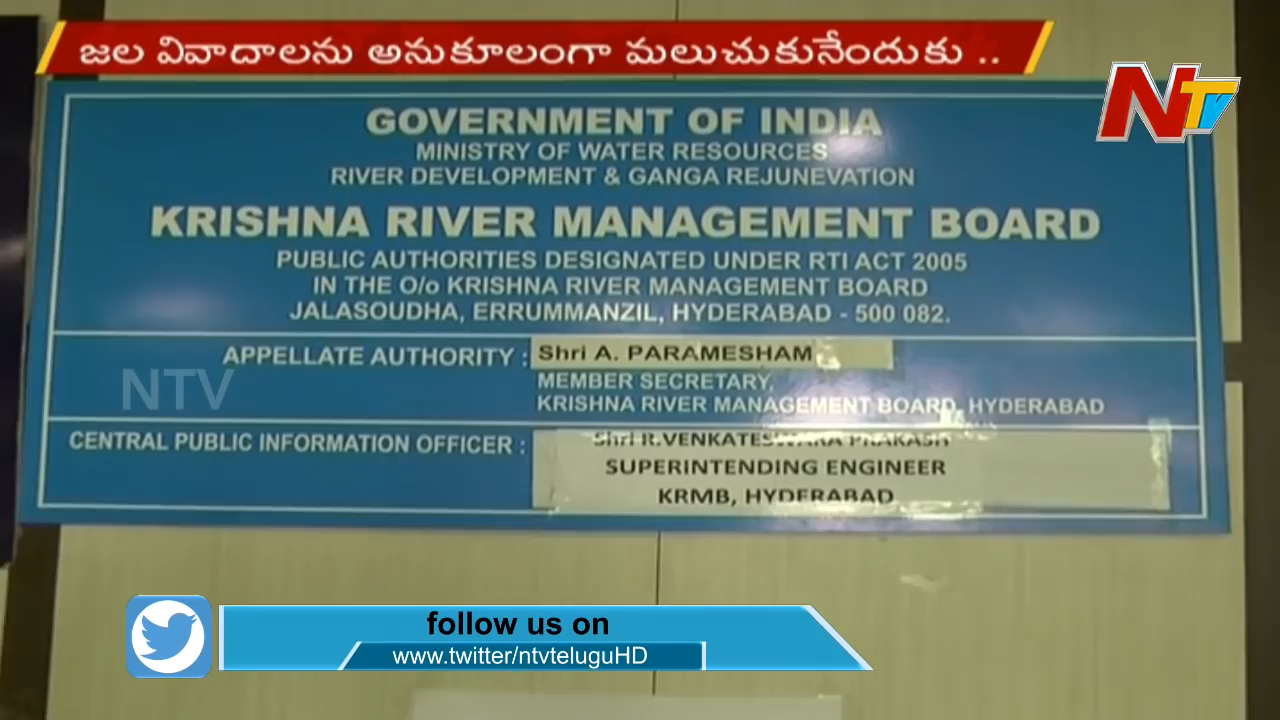 జల వివాదాలను అనుకూలంగా మలుచుకునేందుకు ..
NTV
GOVERNMENT OF INDIA
MINISTRY OF WATER RESOURCES
RIVER DEVELOPMENT & GANGA REJUNEVATION
KRISHNA RIVER MANAGEMENT BOARD
PUBLIC AUTHORITIES DESIGNATED UNDER RTI ACT 2005
IN THE O/o KRISHNA RIVER MANAGEMENT BOARD
JALASOUDHA, ERRUMMANZIL, HYDERABAD - 500 082.
APPELLATE AUTHORITY : Shri A. PARAMESHAM
MEMBER SECRETARY,
KRISHNA RIVER MANAGEMENT BOARD, HYDERABAD
NTV
CENTRAL PUBLIC INFORMATION OFFICER : Shri R.VENKATESWARA PRAKASH
SUPERINTENDING ENGINEER
KRMB, HYDERABAD
follow us on
www.twitter/ntvteluguHD